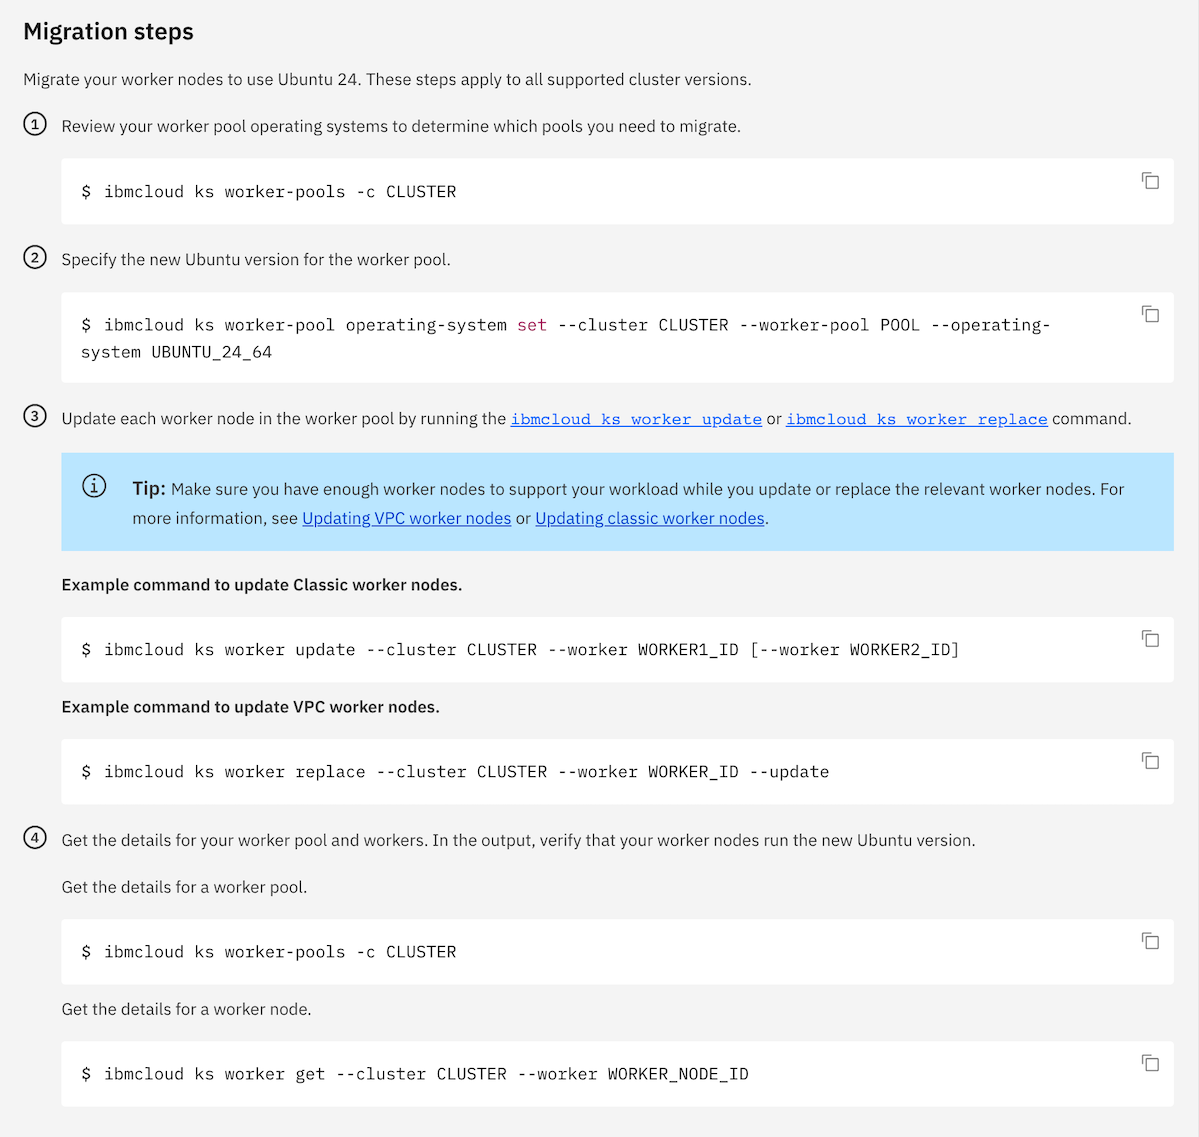 Migration steps
Migrate your worker nodes to use Ubuntu 24. These steps apply to all supported cluster versions.
1 Review your worker pool operating systems to determine which pools you need to migrate.
$ ibmcloud ks worker-pools -c CLUSTER
2 Specify the new Ubuntu version for the worker pool.
$ ibmcloud ks worker-pool operating-system set --cluster CLUSTER --worker-pool POOL --operating-
system UBUNTU_24_64
3 Update each worker node in the worker pool by running the ibmcloud ks worker update or ibmcloud ks worker replace command.
Tip: Make sure you have enough worker nodes to support your workload while you update or replace the relevant worker nodes. For
more information, see Updating VPC worker nodes or Updating classic worker nodes.
Example command to update Classic worker nodes.
$ ibmcloud ks worker update --cluster CLUSTER --worker WORKER1_ID [--worker WORKER2_ID]
Example command to update VPC worker nodes.
$ ibmcloud ks worker replace --cluster CLUSTER --worker WORKER_ID --update
4 Get the details for your worker pool and workers. In the output, verify that your worker nodes run the new Ubuntu version.
Get the details for a worker pool.
$ ibmcloud ks worker-pools -c CLUSTER
Get the details for a worker node.
$ ibmcloud ks worker get --cluster CLUSTER --worker WORKER_NODE_ID